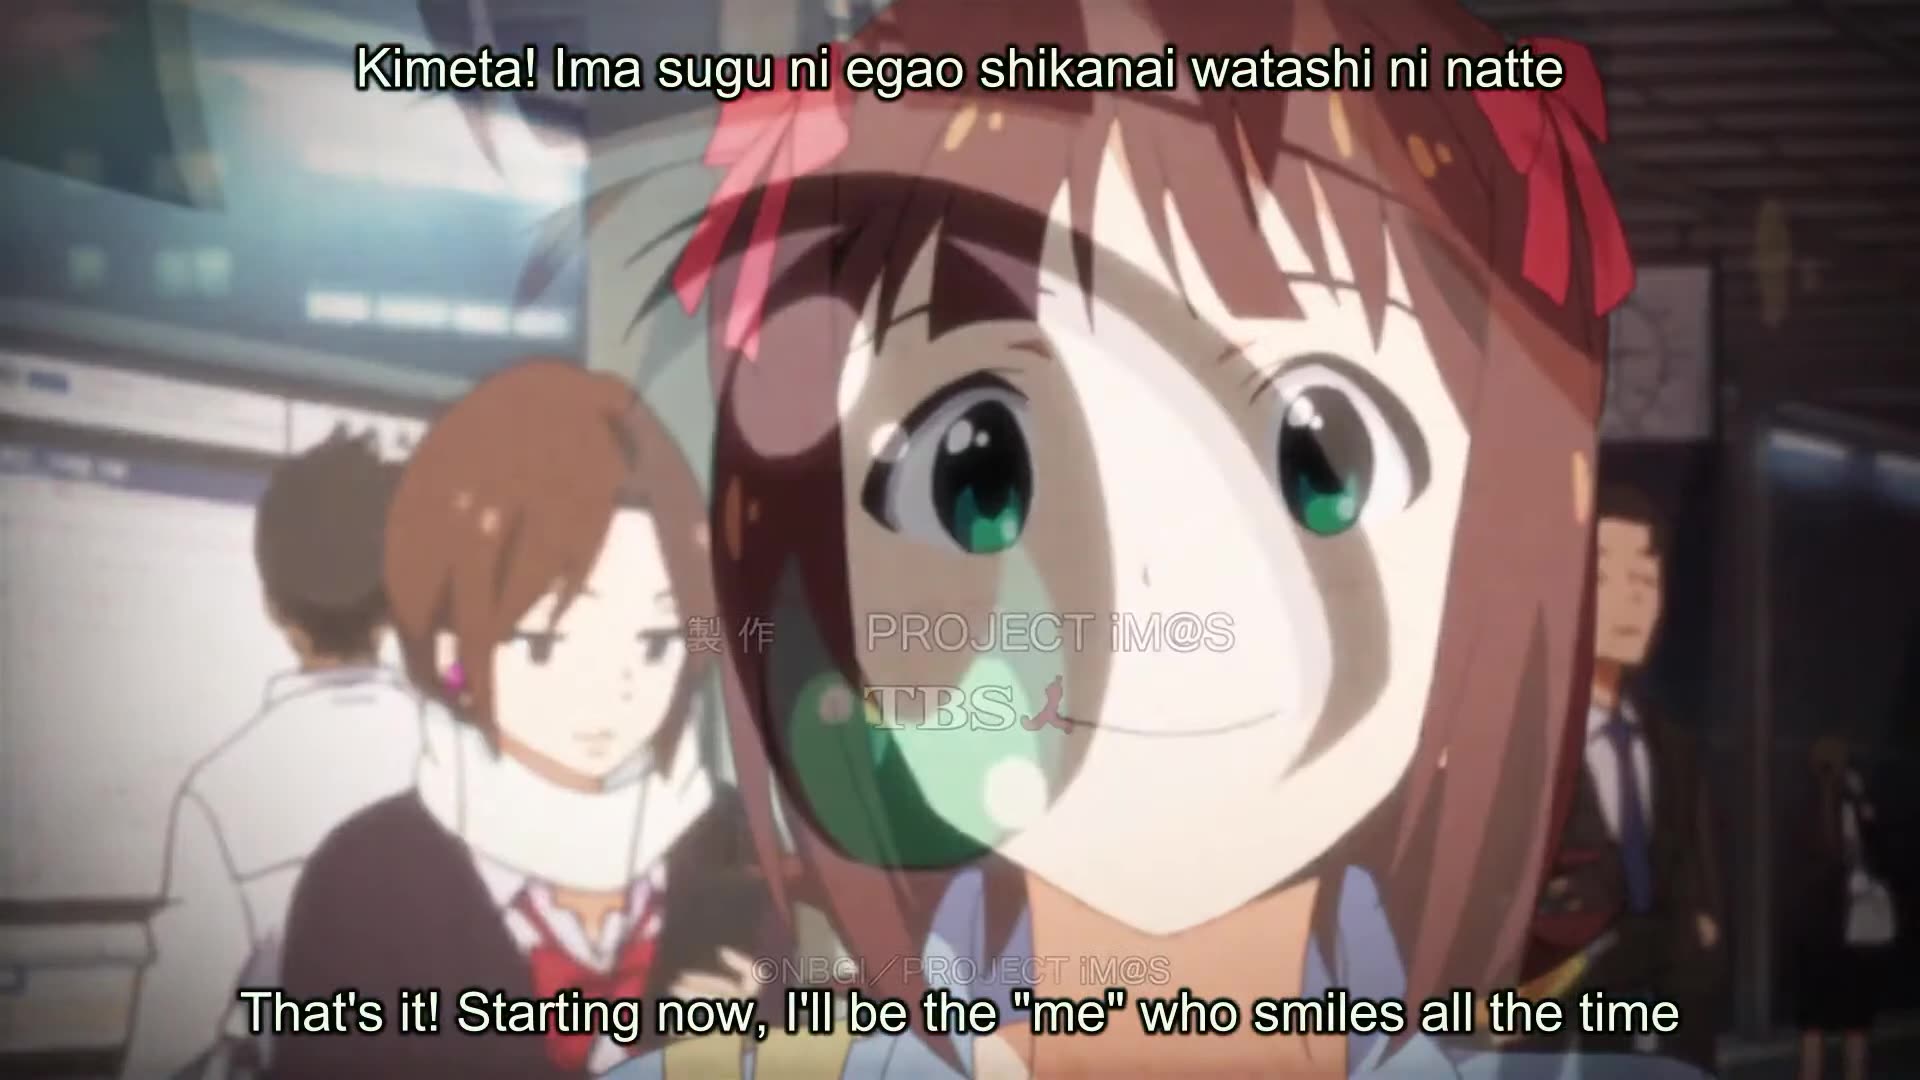 Kimeta! Ima sugu ni egao shikanai watashi ni natte
製作 PROJECT iM@S
TBS
©NBGI／PROJECT iM@S
That's it! Starting now, I'll be the "me" who smiles all the time